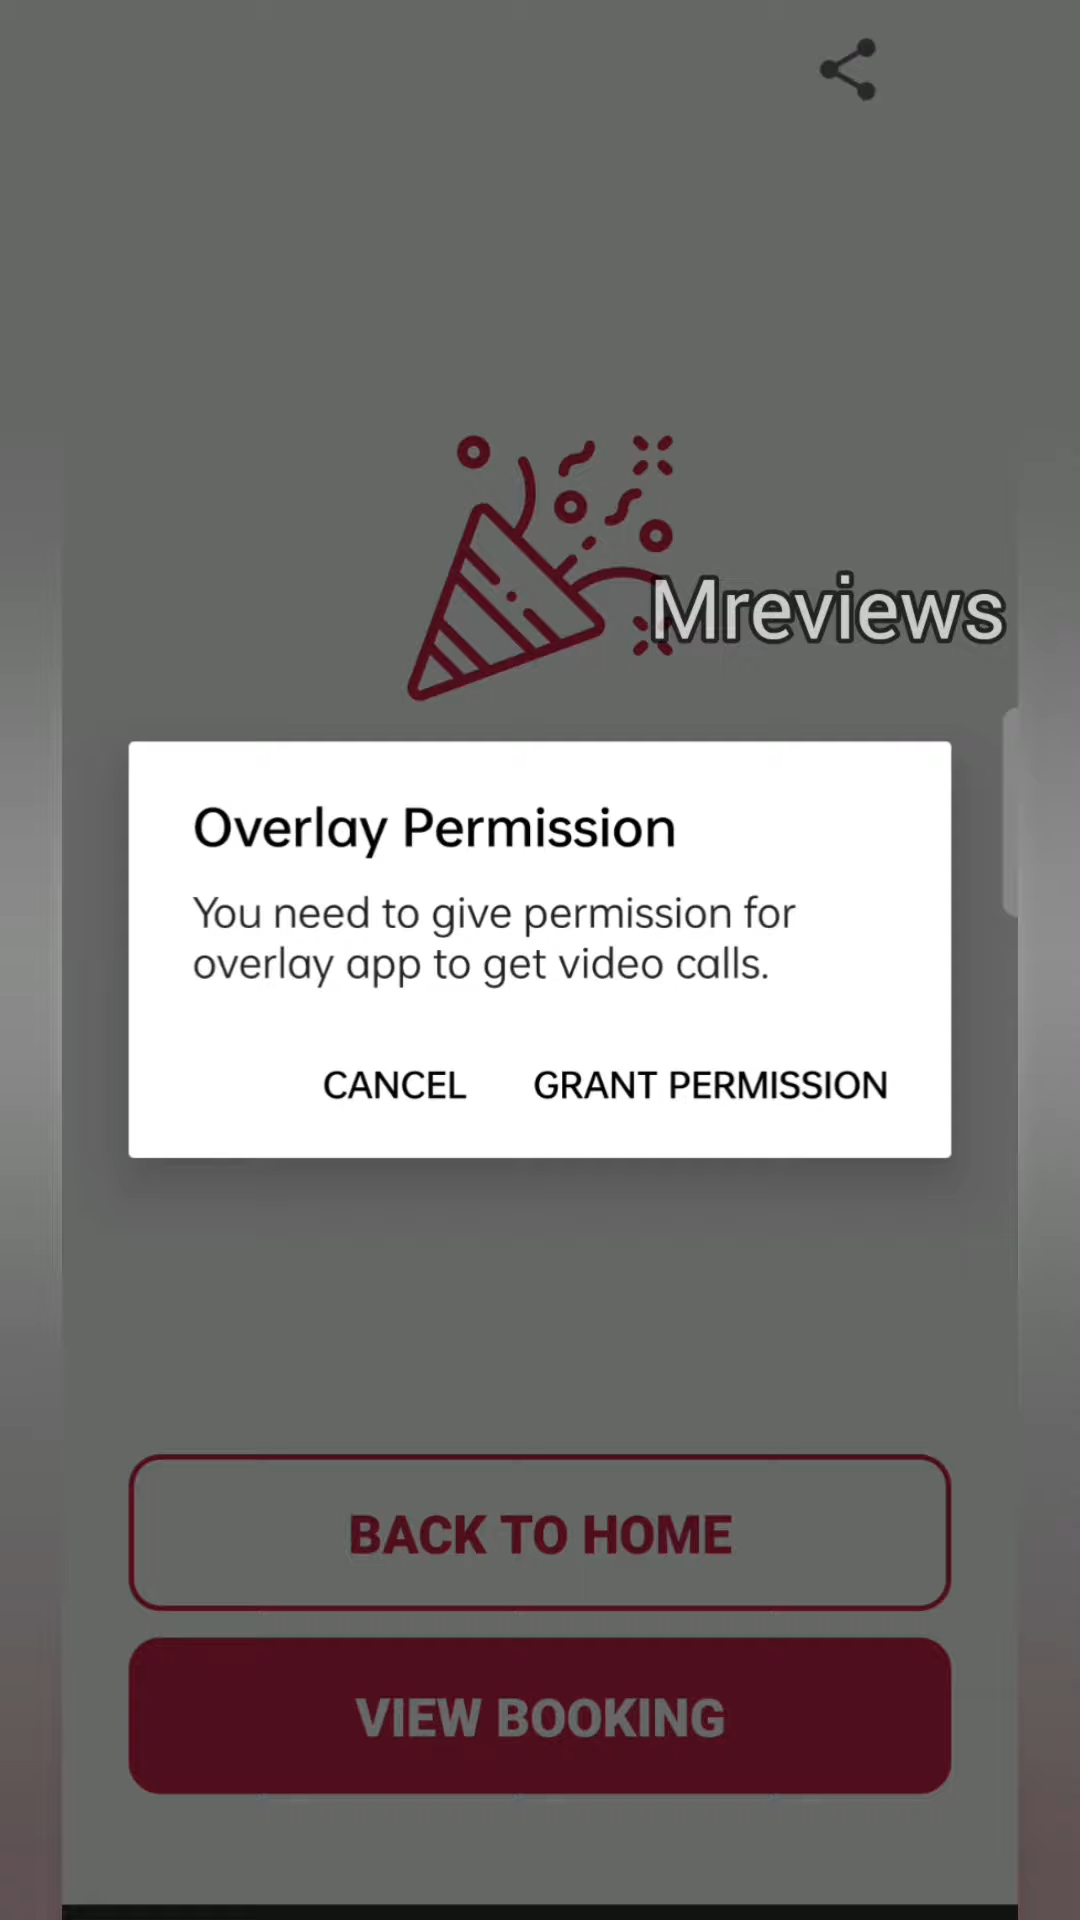 Mreviews
Overlay Permission
You need to give permission for
overlay app to get video calls.
CANCEL GRANT PERMISSION
BACK TO HOME
VIEW BOOKING